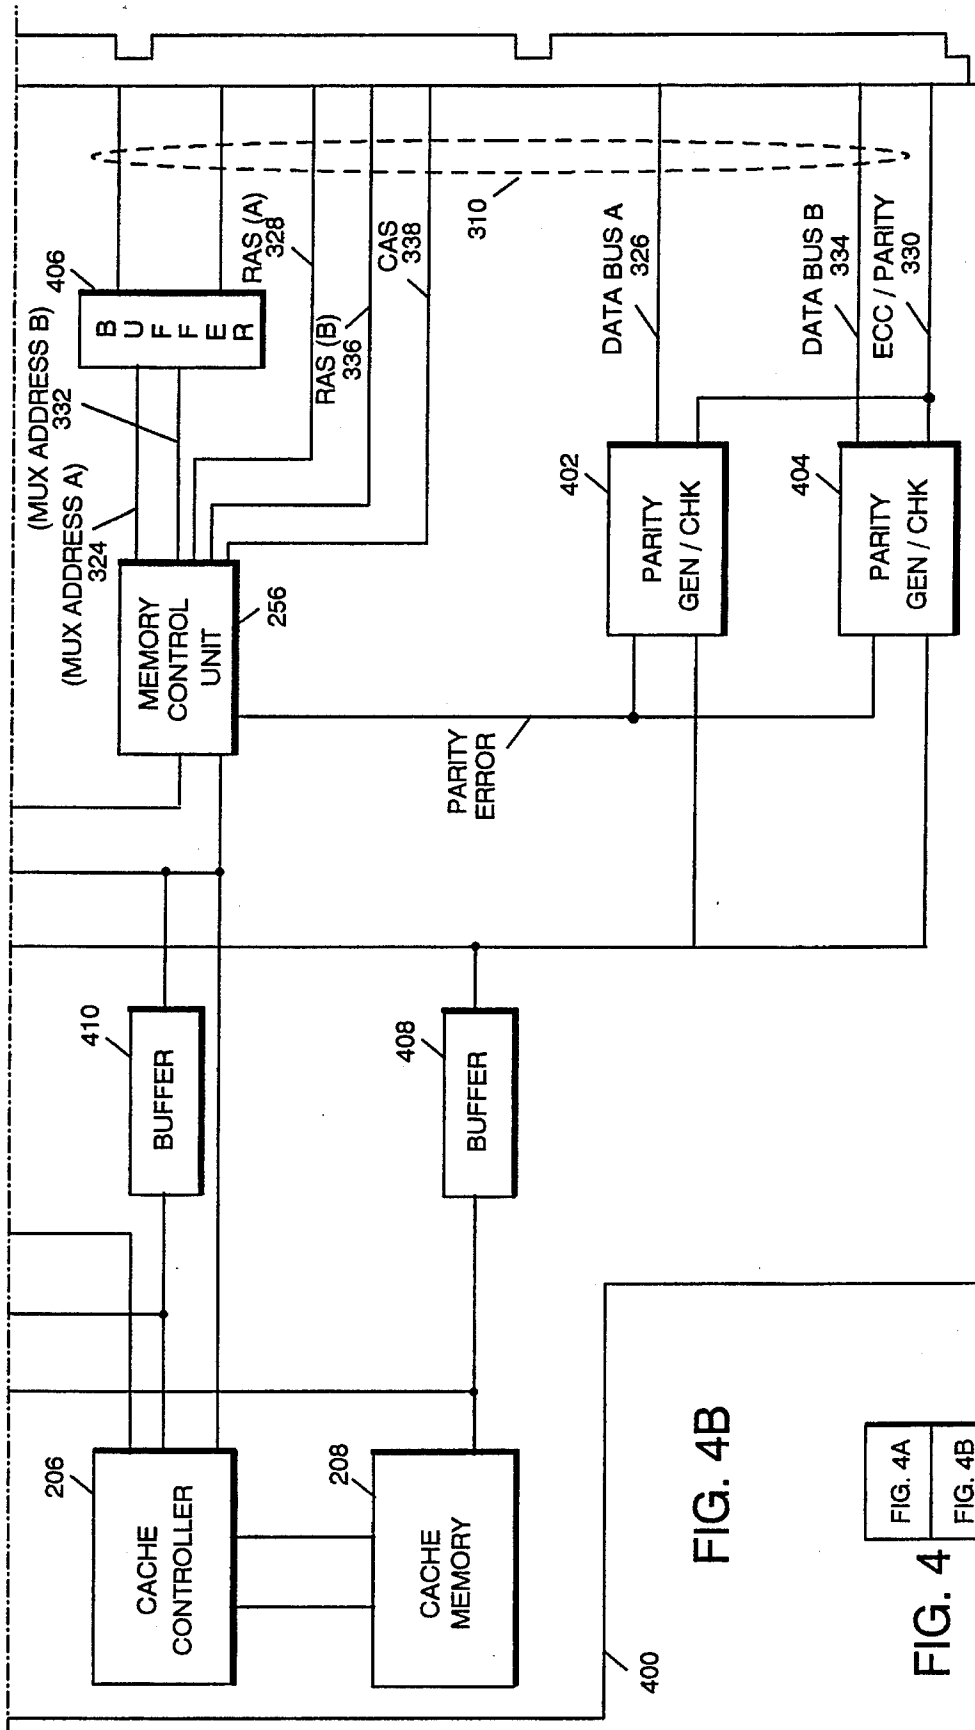 206
CACHE
CONTROLLER
208
CACHE
MEMORY
400
410
BUFFER
408
BUFFER
(MUX ADDRESS B)
332
(MUX ADDRESS A)
324
MEMORY
CONTROL
UNIT
256
406
BUFFER
RAS (A)
328
RAS (B)
336
CAS
338
310
PARITY
ERROR
DATA BUS A
326
402
PARITY
GEN / CHK
DATA BUS B
334
ECC / PARITY
330
404
PARITY
GEN / CHK
FIG. 4B
FIG. 4A
FIG. 4B
FIG. 4